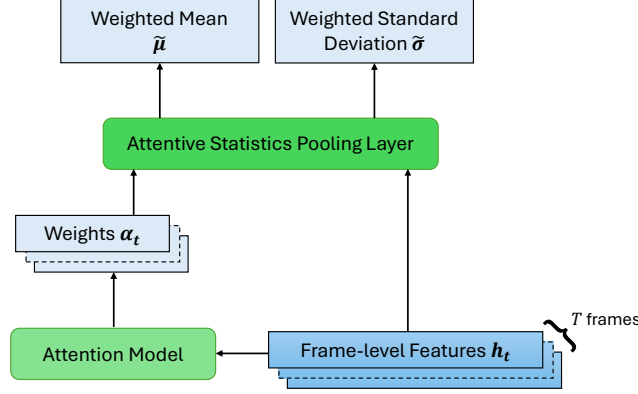 Weighted Mean
μ̃
Weighted Standard
Deviation σ̃
Attentive Statistics Pooling Layer
Weights αₜ
T frames
Attention Model
Frame-level Features hₜ